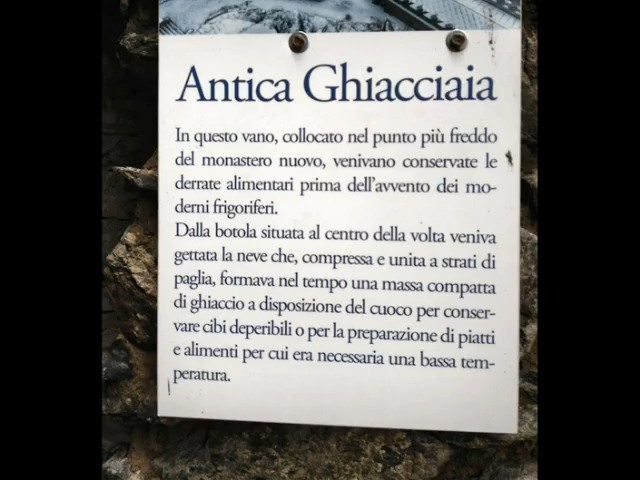 Antica Ghiacciaia
In questo vano, collocato nel punto più freddo
del monastero nuovo, venivano conservate le
derrate alimentari prima dell'avvento dei mo-
derni frigoriferi.
Dalla botola situata al centro della volta veniva
gettata la neve che, compressa e unita a strati di
paglia, formava nel tempo una massa compatta
di ghiaccio a disposizione del cuoco per conser-
vare cibi deperibili o per la preparazione di piatti
e alimenti per cui era necessaria una bassa tem-
peratura.